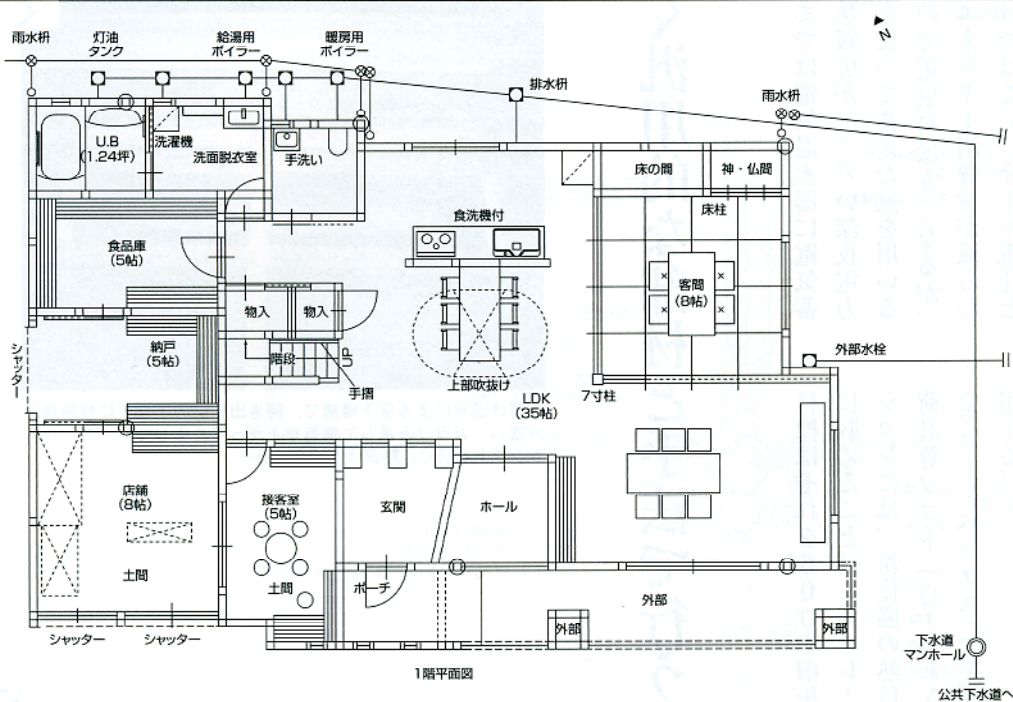 N
雨水枡
灯油
タンク
給湯用
ボイラー
暖房用
ボイラー
排水枡
雨水枡
U.B
(1.24坪)
洗濯機
洗面脱衣室
手洗い
床の間
神・仏間
床柱
食洗機付
食品庫
(5帖)
客間
(8帖)
物入
物入
納戸
(5帖)
階段
UP
手摺
シャッター
上部吹抜け
LDK
(35帖)
7寸柱
外部水栓
店舗
(8帖)
土間
接客室
(5帖)
土間
玄関
ホール
ポーチ
外部
外部
外部
シャッター
シャッター
下水道
マンホール
公共下水道へ
1階平面図